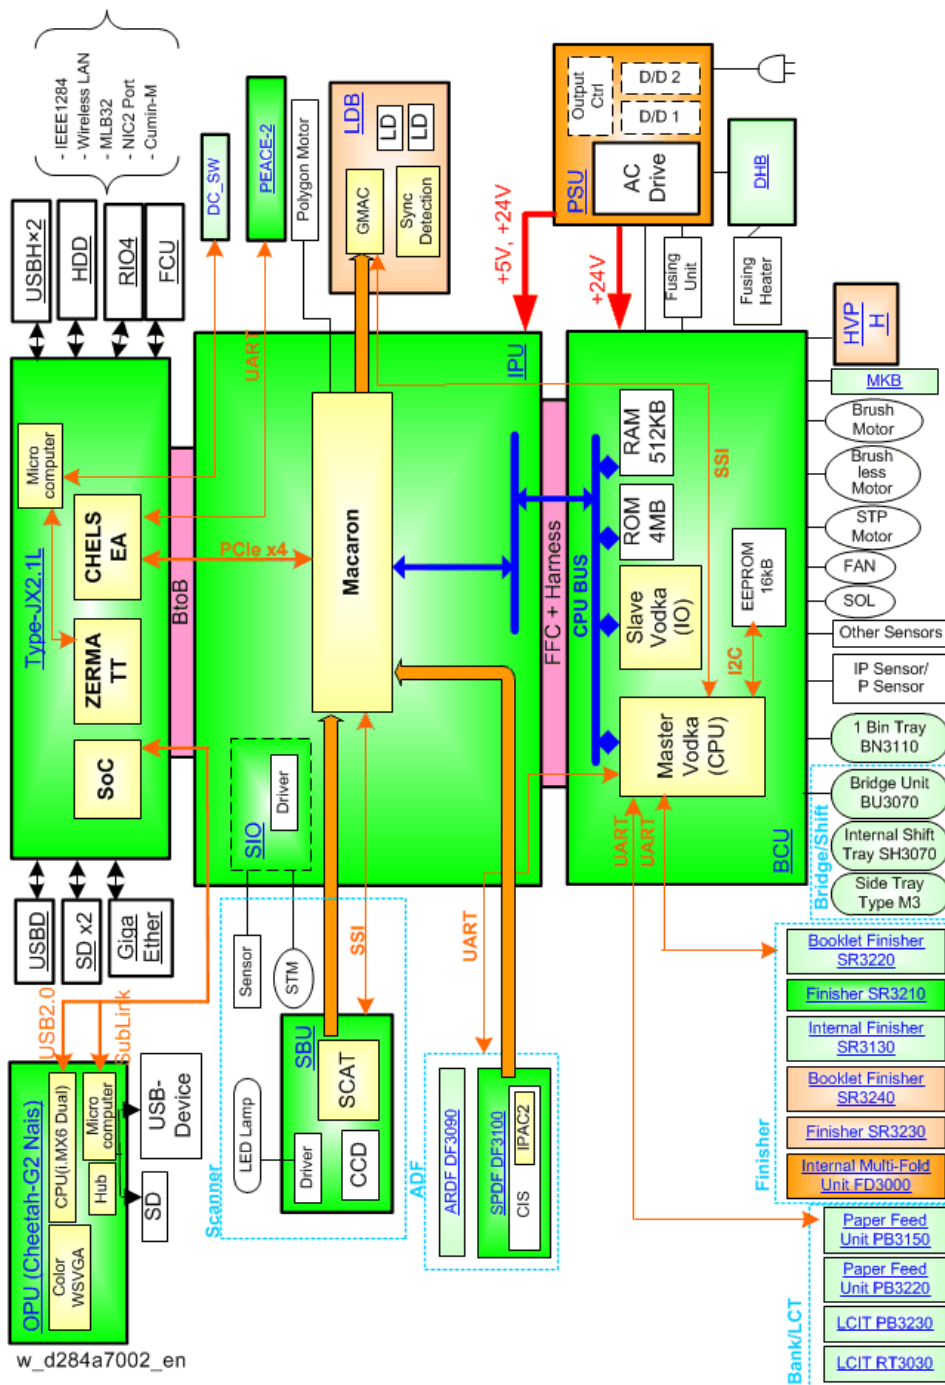 - IEEE1284
- Wireless LAN
- MLB32
- NIC2 Port
- Cumin-M
USBH×2
HDD
RIO4
FCU
DC_SW
PEACE-2
Polygon Motor
LDB
LD
LD
GMAC
Sync
Detection
PSU
Output
Ctrl
D/D 2
D/D 1
AC
Drive
DHB
+5V, +24V
+24V
Fusing
Unit
Fusing
Heater
HVP
H
MKB
Brush
Motor
Brush
less
Motor
STP
Motor
FAN
SOL
Other Sensors
IP Sensor/
P Sensor
1 Bin Tray
BN3110
Bridge/Shift
Bridge Unit
BU3070
Internal Shift
Tray SH3070
Side Tray
Type M3
Type-JX2.1L
Micro
computer
CHELS
EA
ZERMA
TT
SoC
BtoB
UART
PCIe x4
IPU
Macaron
SIO
Driver
FFC + Harness
CPU BUS
RAM
512KB
ROM
4MB
Slave
Vodka
(IO)
Master
Vodka
(CPU)
EEPROM
16kB
SSI
I2C
BCU
UART
UART
USBD
SD x2
Giga
Ether
USB2.0
SubLink
Sensor
STM
SSI
UART
OPU (Cheetah-G2 Nais)
CPU(i.MX6 Dual)
Micro
computer
Hub
Color
WSVGA
USB-
Device
SD
Scanner
LED Lamp
SBU
SCAT
Driver
CCD
ADF
ARDF DF3090
SPDF DF3100
IPAC2
CIS
Finisher
Booklet Finisher
SR3220
Finisher SR3210
Internal Finisher
SR3130
Booklet Finisher
SR3240
Finisher SR3230
Internal Multi-Fold
Unit FD3000
Bank/LCT
Paper Feed
Unit PB3150
Paper Feed
Unit PB3220
LCIT PB3230
LCIT RT3030
w_d284a7002_en